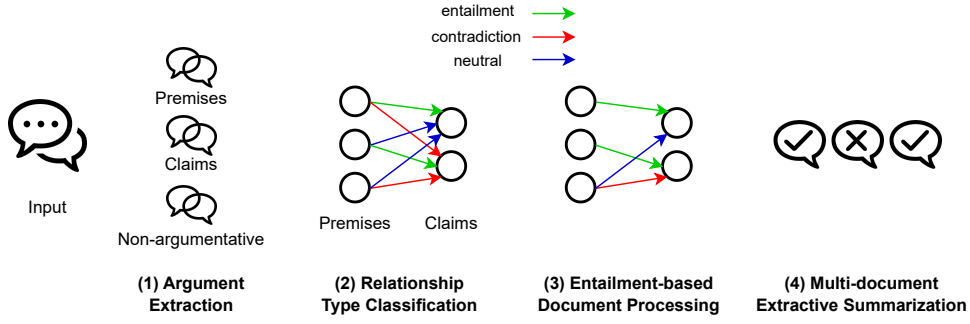 entailment
contradiction
neutral
Input
Premises
Claims
Non-argumentative
Premises
Claims
(1) Argument
Extraction
(2) Relationship
Type Classification
(3) Entailment-based
Document Processing
(4) Multi-document
Extractive Summarization